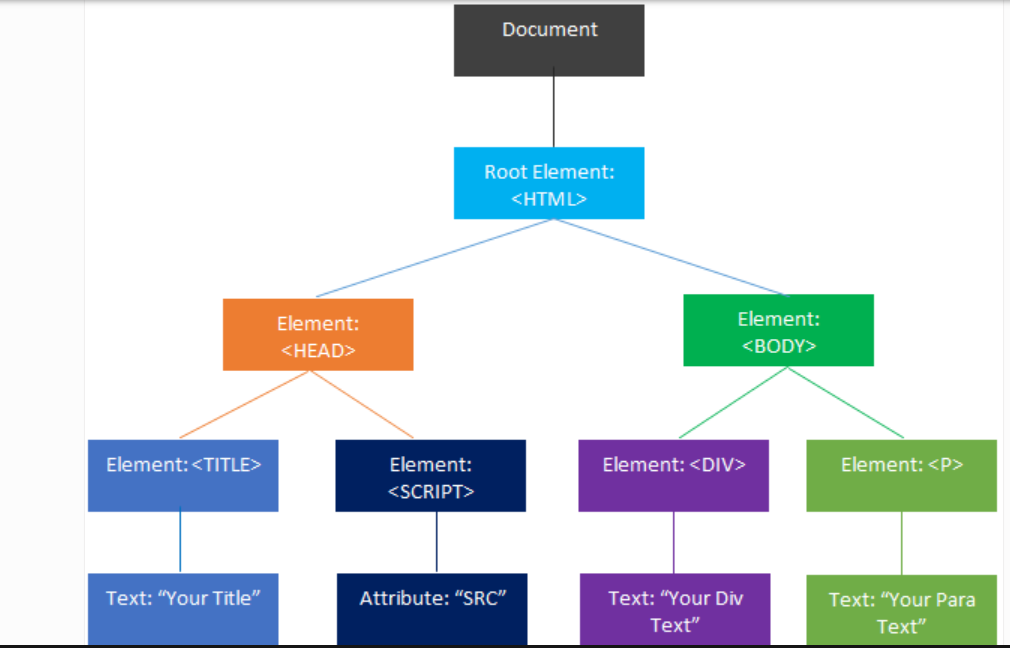 Document
Root Element:
<HTML>
Element:
<HEAD>
Element:
<BODY>
Element: <TITLE>
Element:
<SCRIPT>
Element: <DIV>
Element: <P>
Text: “Your Title”
Attribute: “SRC”
Text: “Your Div
Text”
Text: “Your Para
Text”